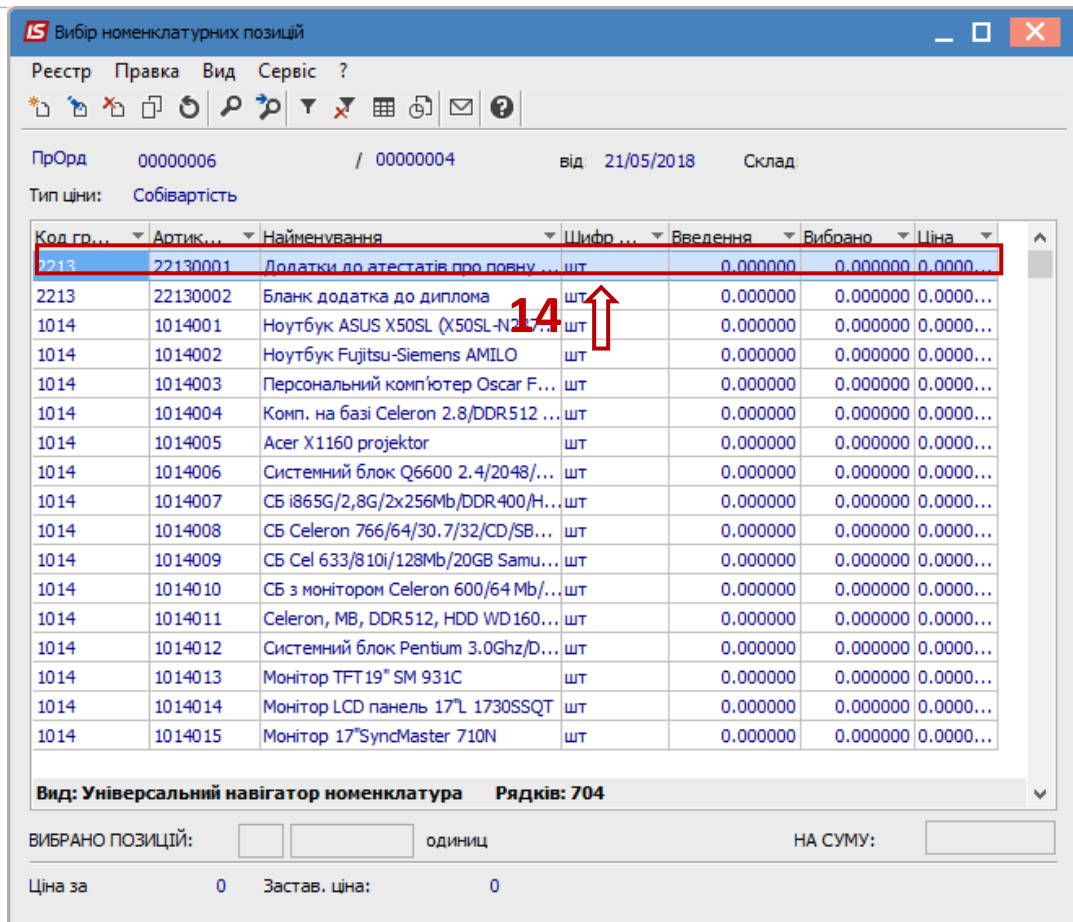 Вибір номенклатурних позицій
Реєстр Правка Вид Сервіс ?
ПрОрд 00000006 / 00000004 від 21/05/2018 Склад
Тип ціни: Собівартість
Код гр... Артик... Найменування Шифр ... Введення Вибрано Ціна
2213 22130001 Додатки до атестатів про повну ... шт 0.000000 0.000000 0.0000...
2213 22130002 Бланк додатка до диплома шт 0.000000 0.000000 0.0000...
14
1014 1014001 Ноутбук ASUS X50SL (X50SL-N237... шт 0.000000 0.000000 0.0000...
1014 1014002 Ноутбук Fujitsu-Siemens AMILO шт 0.000000 0.000000 0.0000...
1014 1014003 Персональний комп'ютер Oscar F... шт 0.000000 0.000000 0.0000...
1014 1014004 Комп. на базі Celeron 2.8/DDR512 ... шт 0.000000 0.000000 0.0000...
1014 1014005 Acer X1160 projektor шт 0.000000 0.000000 0.0000...
1014 1014006 Системний блок Q6600 2.4/2048/... шт 0.000000 0.000000 0.0000...
1014 1014007 СБ i865G/2,8G/2x256Mb/DDR400/H... шт 0.000000 0.000000 0.0000...
1014 1014008 СБ Celeron 766/64/30.7/32/CD/SB... шт 0.000000 0.000000 0.0000...
1014 1014009 СБ Cel 633/810i/128Mb/20GB Samu... шт 0.000000 0.000000 0.0000...
1014 1014010 СБ з монітором Celeron 600/64 Mb/... шт 0.000000 0.000000 0.0000...
1014 1014011 Celeron, MB, DDR512, HDD WD160... шт 0.000000 0.000000 0.0000...
1014 1014012 Системний блок Pentium 3.0Ghz/D... шт 0.000000 0.000000 0.0000...
1014 1014013 Монітор TFT19" SM 931C шт 0.000000 0.000000 0.0000...
1014 1014014 Монітор LCD панель 17"L 1730SSQT шт 0.000000 0.000000 0.0000...
1014 1014015 Монітор 17"SyncMaster 710N шт 0.000000 0.000000 0.0000...
Вид: Універсальний навігатор номенклатура Рядків: 704
ВИБРАНО ПОЗИЦІЙ: одиниц НА СУМУ:
Ціна за 0 Застав. ціна: 0